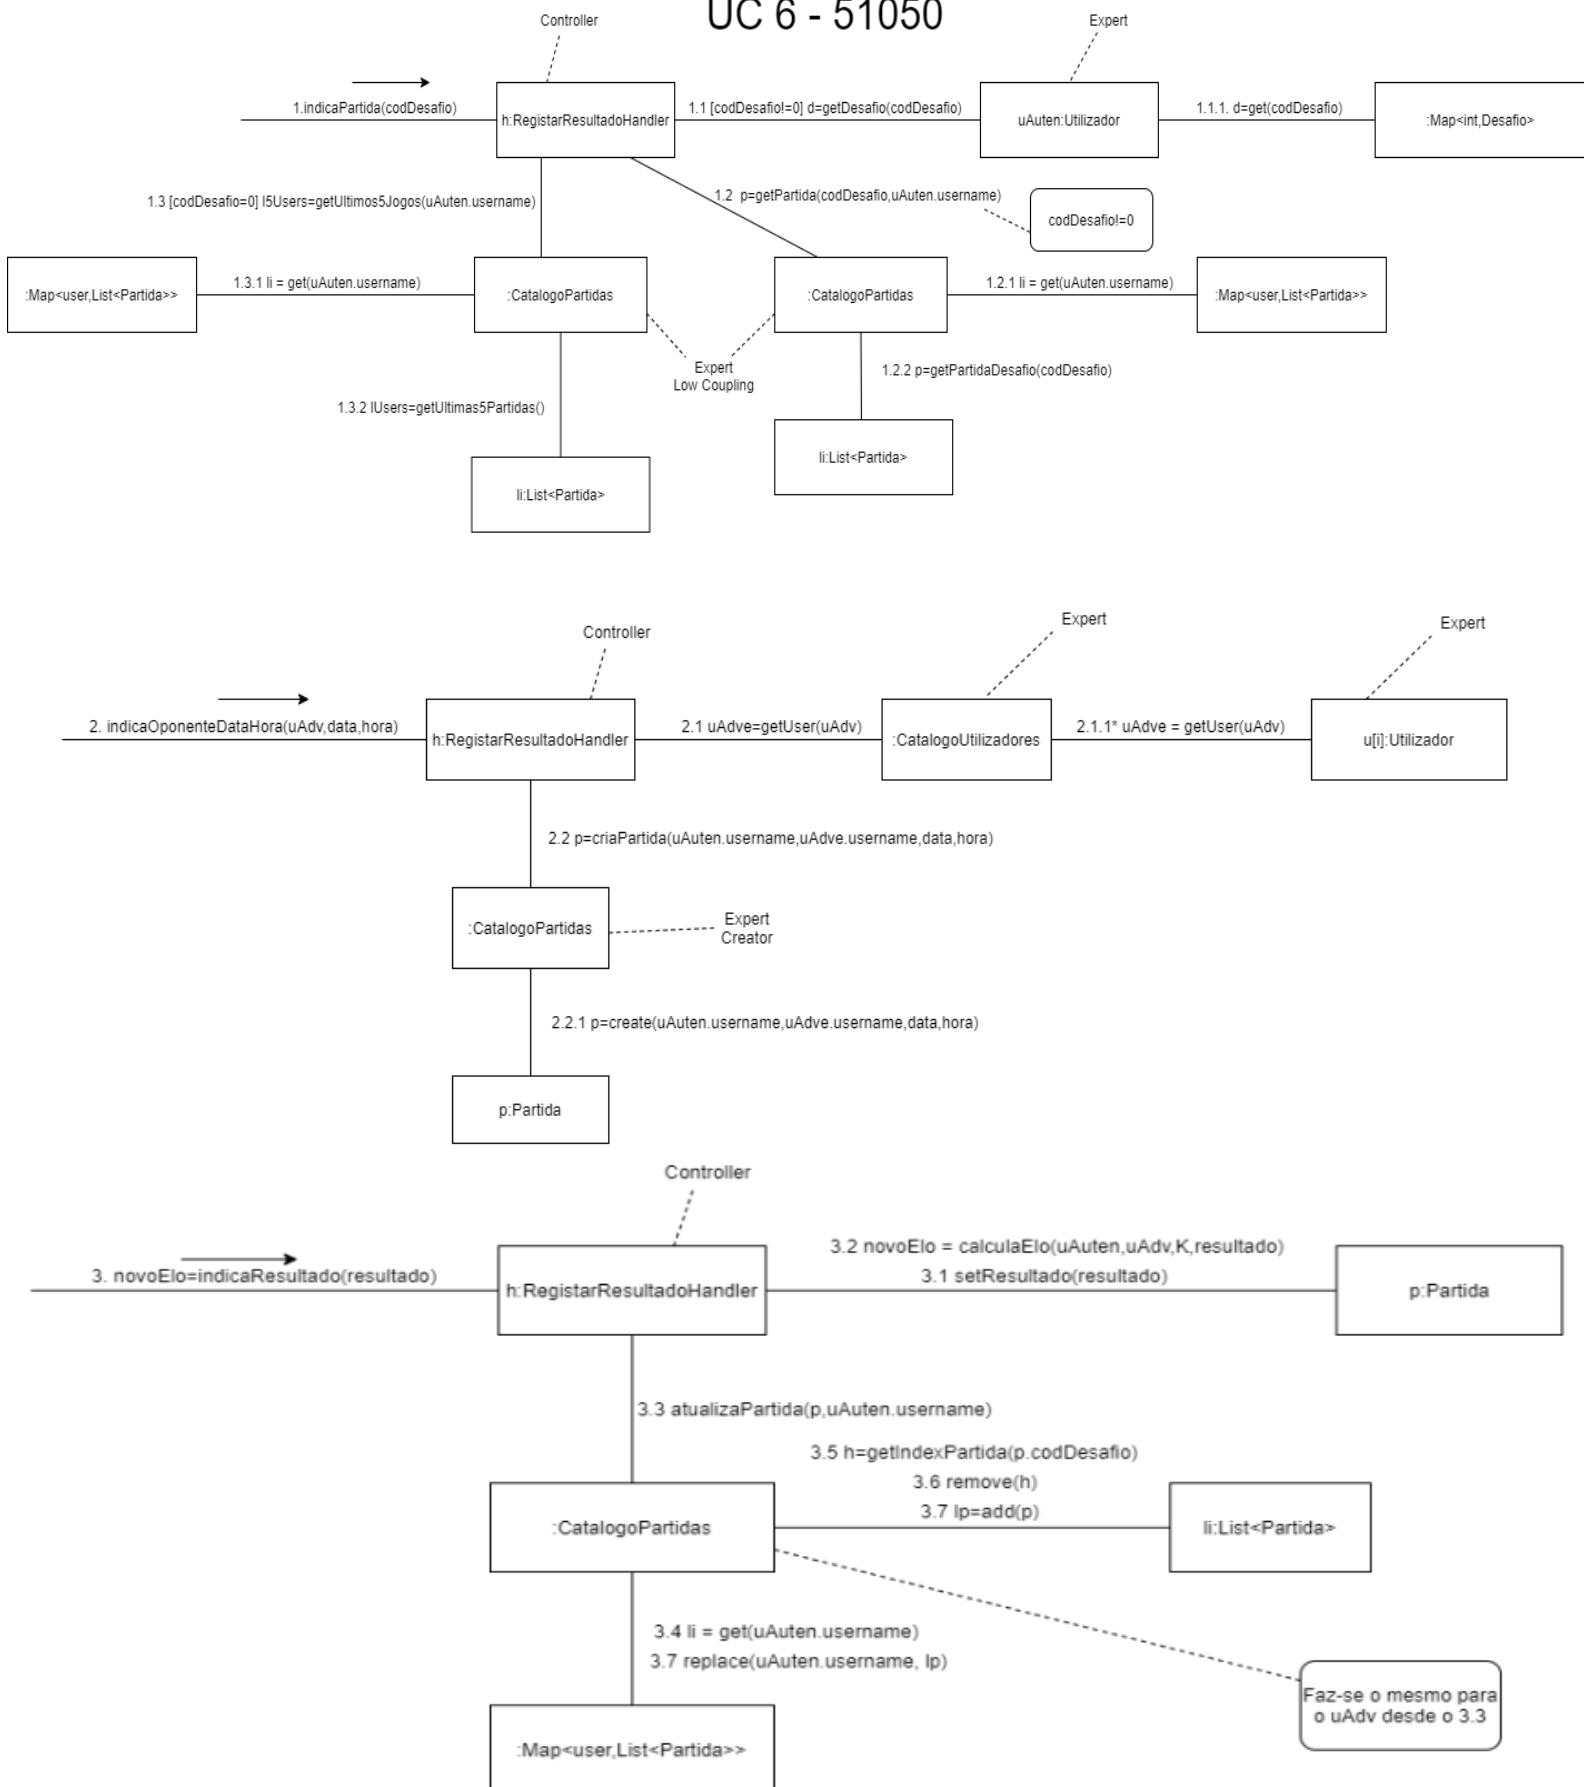 UC 6 - 51050
Controller
Expert
1.indicaPartida(codDesafio)
h:RegistarResultadoHandler
1.1 [codDesafio!=0] d=getDesafio(codDesafio)
uAuten:Utilizador
1.1.1. d=get(codDesafio)
:Map<int,Desafio>
1.3 [codDesafio=0] l5Users=getUltimos5Jogos(uAuten.username)
1.2 p=getPartida(codDesafio,uAuten.username)
codDesafio!=0
:Map<user,List<Partida>>
1.3.1 li = get(uAuten.username)
:CatalogoPartidas
:CatalogoPartidas
1.2.1 li = get(uAuten.username)
:Map<user,List<Partida>>
Expert
Low Coupling
1.2.2 p=getPartidaDesafio(codDesafio)
1.3.2 lUsers=getUltimas5Partidas()
li:List<Partida>
li:List<Partida>
Controller
Expert
Expert
2. indicaOponenteDataHora(uAdv,data,hora)
h:RegistarResultadoHandler
2.1 uAdve=getUser(uAdv)
:CatalogoUtilizadores
2.1.1* uAdve = getUser(uAdv)
u[i]:Utilizador
2.2 p=criaPartida(uAuten.username,uAdve.username,data,hora)
:CatalogoPartidas
Expert
Creator
2.2.1 p=create(uAuten.username,uAdve.username,data,hora)
p:Partida
Controller
3. novoElo=indicaResultado(resultado)
h:RegistarResultadoHandler
3.2 novoElo = calculaElo(uAuten,uAdv,K,resultado)
3.1 setResultado(resultado)
p:Partida
3.3 atualizaPartida(p,uAuten.username)
3.5 h=getIndexPartida(p.codDesafio)
3.6 remove(h)
3.7 lp=add(p)
:CatalogoPartidas
li:List<Partida>
3.4 li = get(uAuten.username)
3.7 replace(uAuten.username, lp)
Faz-se o mesmo para
o uAdv desde o 3.3
:Map<user,List<Partida>>